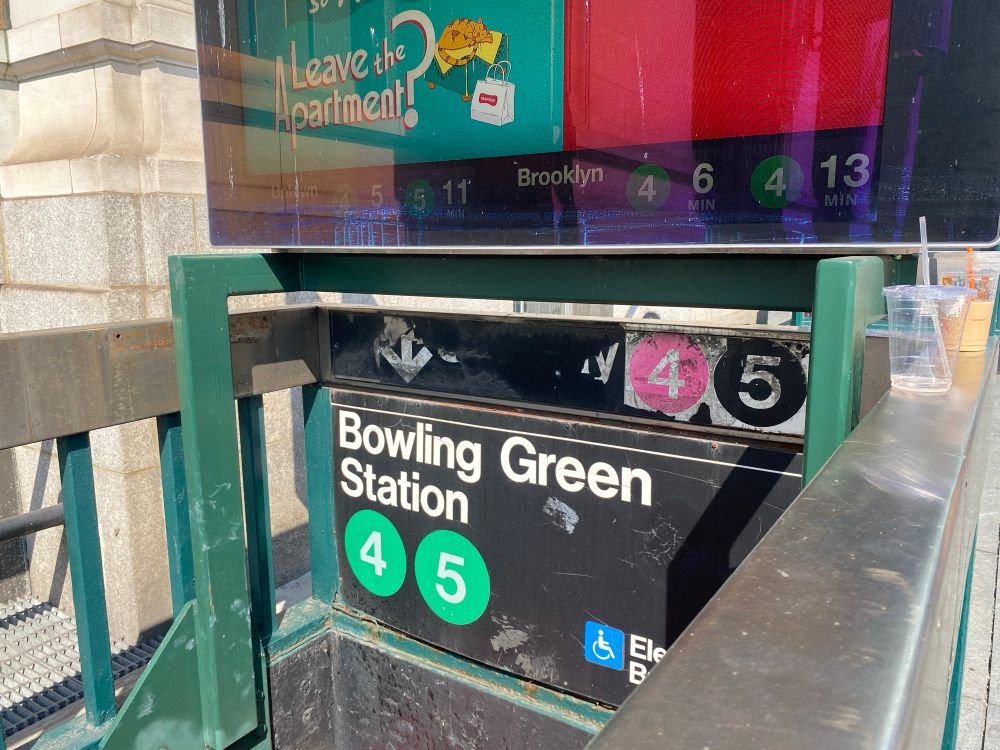 Leave the
Apartment?!
5 5 11
MIN
Brooklyn 4 6 4 13
MIN MIN
4 5
Bowling Green
Station
4 5
Ele
B